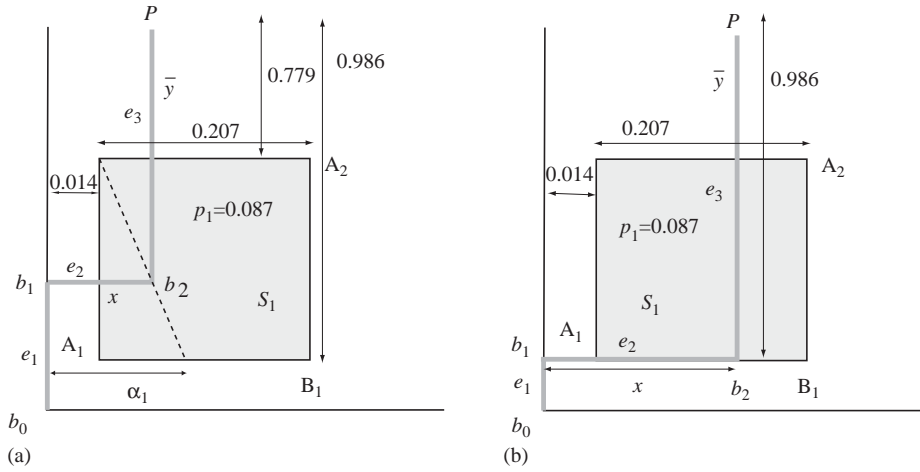 P
0.779
0.986
y̅
e3
0.207
A2
0.014
p1=0.087
e2
b1
x
b2
S1
A1
e1
α1
B1
b0
(a)
P
y̅
0.986
0.207
A2
0.014
e3
p1=0.087
S1
A1
e2
b1
e1
x
b2
B1
b0
(b)